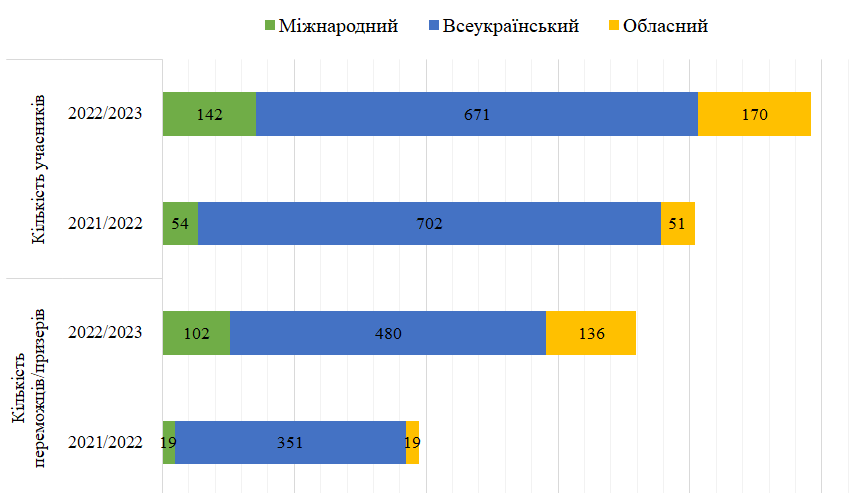 Міжнародний Всеукраїнський Обласний
Кількість учасників
2022/2023 142 671 170
2021/2022 54 702 51
Кількість
переможців/призерів
2022/2023 102 480 136
2021/2022 19 351 19